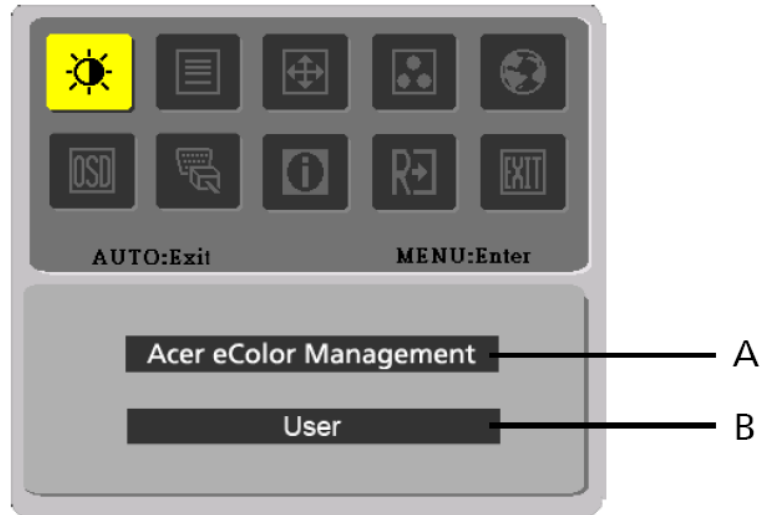 OSD
i
R
EXIT
AUTO:Exit MENU:Enter
Acer eColor Management
A
User
B